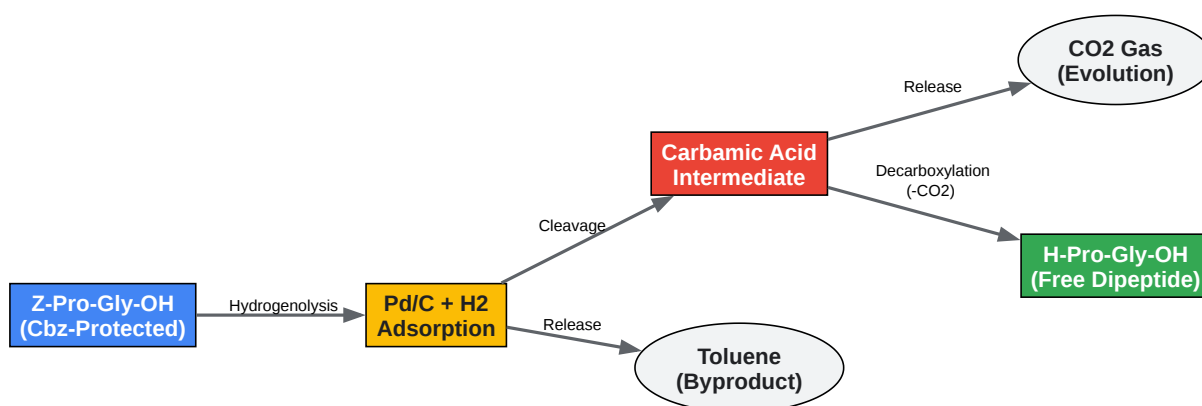 Z-Pro-Gly-OH
(Cbz-Protected)
Hydrogenolysis
Pd/C + H2
Adsorption
Cleavage
Release
Toluene
(Byproduct)
Carbamic Acid
Intermediate
Release
CO2 Gas
(Evolution)
Decarboxylation
(-CO2)
H-Pro-Gly-OH
(Free Dipeptide)